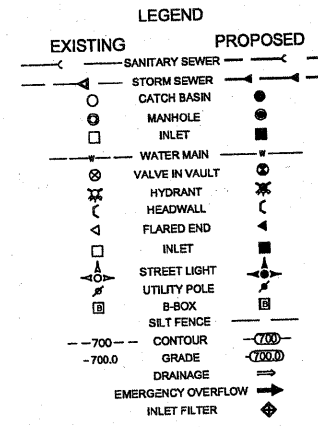 LEGEND
EXISTING PROPOSED
SANITARY SEWER
STORM SEWER
CATCH BASIN
MANHOLE
INLET
W WATER MAIN W
VALVE IN VAULT
HYDRANT
HEADWALL
FLARED END
INLET
STREET LIGHT
UTILITY POLE
B B-BOX B
SILT FENCE
700 CONTOUR 700
-700.0 GRADE 700.0
DRAINAGE
EMERGENCY OVERFLOW
INLET FILTER